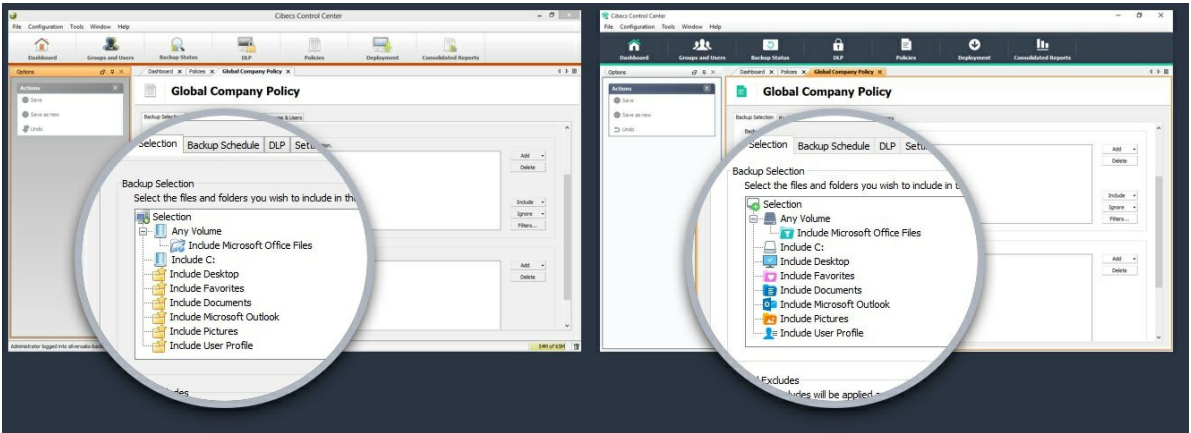 Cibecs Control Center
File Configuration Tools Window Help
Dashboard Groups and Users Backup Status DLP Policies Deployment Consolidated Reports
Options
Dashboard Policies Global Company Policy
Actions
Save
Save as new
Undo
Global Company Policy
Selection Backup Schedule DLP
Add
Delete
Include
Ignore
Filters...
Add
Delete
Backup Selection
Select the files and folders you wish to include in
Selection
Any Volume
Include Microsoft Office Files
Include C:
Include Desktop
Include Favorites
Include Documents
Include Microsoft Outlook
Include Pictures
Include User Profile
54M of 65M
Cibecs Control Center
File Configuration Tools Window Help
Dashboard Groups and Users Backup Status DLP Policies Deployment Consolidated Reports
Options
Dashboard Policies Global Company Policy
Actions
Save
Save as new
Undo
Global Company Policy
Backup Selection
Selection Backup Schedule DLP
Add
Delete
Include
Ignore
Filters...
Add
Delete
Backup Selection
Select the files and folders you wish to include in
Selection
Any Volume
Include Microsoft Office Files
Include C:
Include Desktop
Include Favorites
Include Documents
Include Microsoft Outlook
Include Pictures
Include User Profile
Excludes
will be applied